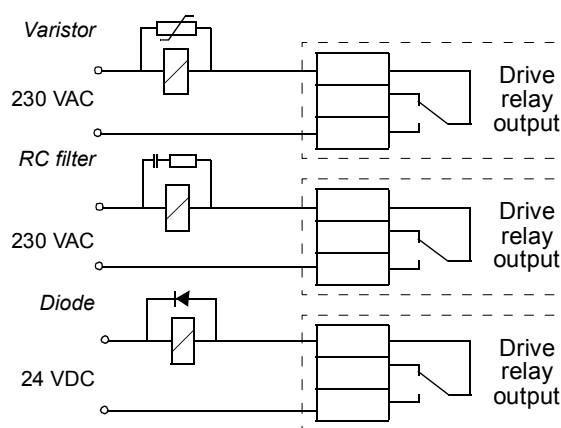 Varistor
230 VAC
Drive
relay
output
RC filter
230 VAC
Drive
relay
output
Diode
24 VDC
Drive
relay
output